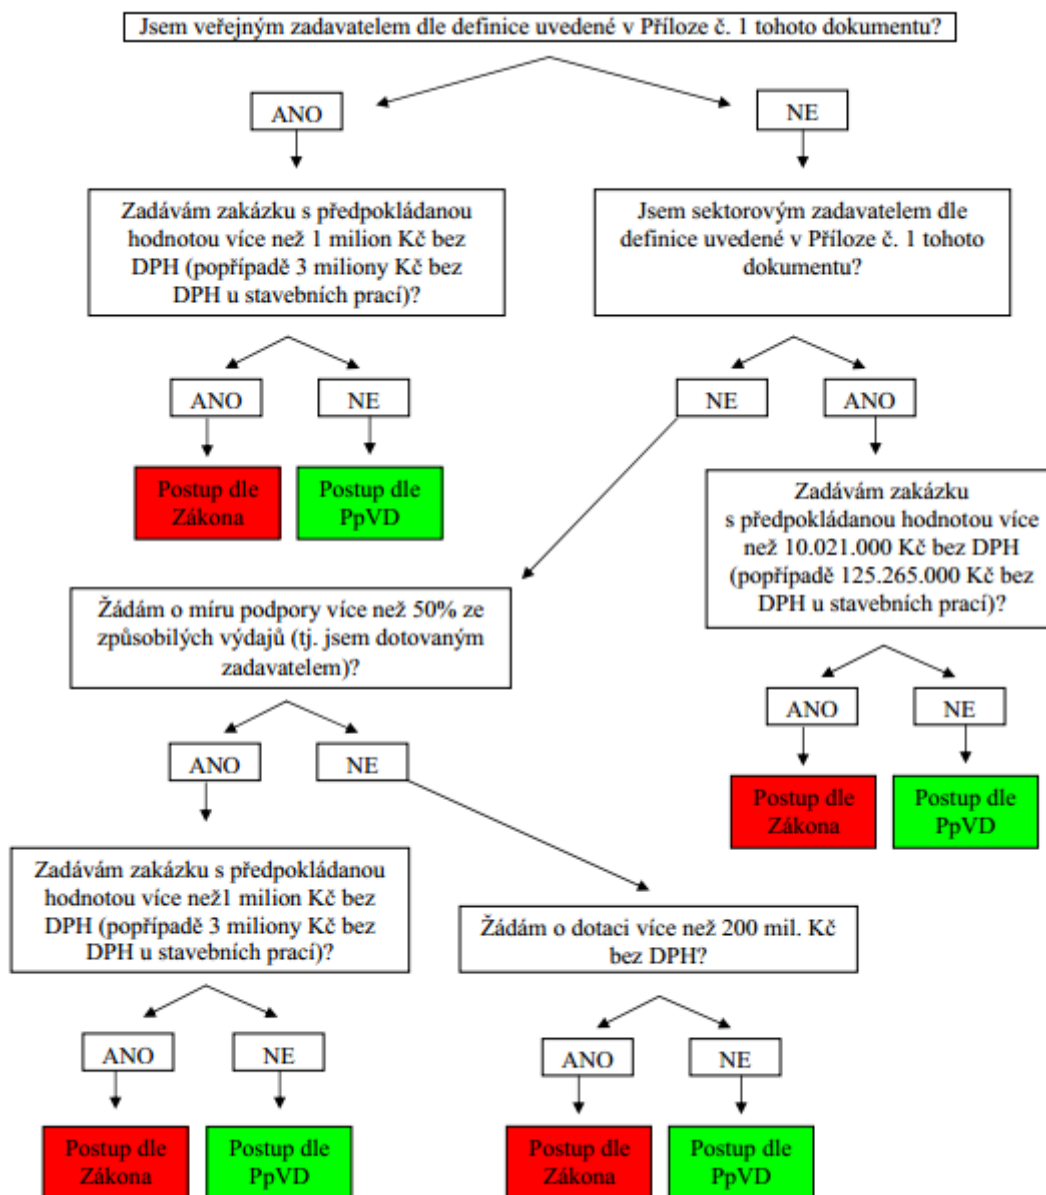 Jsem veřejným zadavatelem dle definice uvedené v Příloze č. 1 tohoto dokumentu?
ANO
NE
Zadávám zakázku s předpokládanou
hodnotou více než 1 milion Kč bez
DPH (popřípadě 3 miliony Kč bez
DPH u stavebních prací)?
Jsem sektorovým zadavatelem dle
definice uvedené v Příloze č. 1 tohoto
dokumentu?
ANO
NE
NE
ANO
Postup dle
Zákona
Postup dle
PpVD
Zadávám zakázku
s předpokládanou hodnotou více
než 10.021.000 Kč bez DPH
(popřípadě 125.265.000 Kč bez
DPH u stavebních prací)?
Žádám o míru podpory více než 50% ze
způsobilých výdajů (tj. jsem dotovaným
zadavatelem)?
ANO
NE
ANO
NE
Postup dle
Zákona
Postup dle
PpVD
Zadávám zakázku s předpokládanou
hodnotou více než1 milion Kč bez
DPH (popřípadě 3 miliony Kč bez
DPH u stavebních prací)?
Žádám o dotaci více než 200 mil. Kč
bez DPH?
ANO
NE
ANO
NE
Postup dle
Zákona
Postup dle
PpVD
Postup dle
Zákona
Postup dle
PpVD